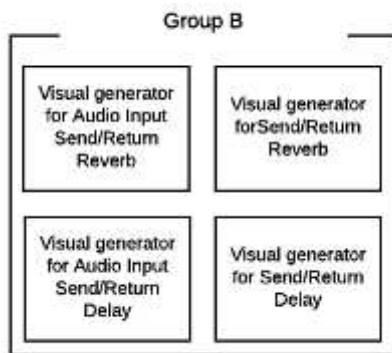 Group B
Visual generator
for Audio Input
Send/Return
Reverb
Visual generator
forSend/Return
Reverb
Visual generator
for Audio Input
Send/Return
Delay
Visual generator
for Send/Return
Delay